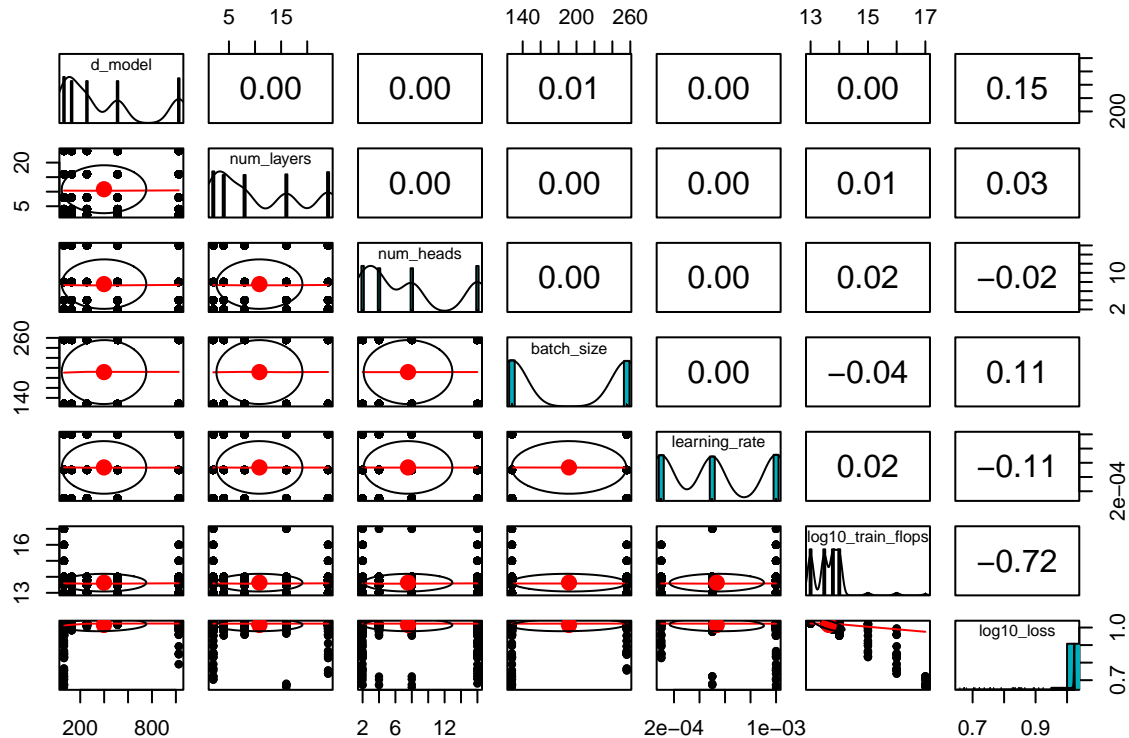 5 15
140 200 260
13 15 17
d_model 0.00 0.00 0.01 0.00 0.00 0.15
200
5 20
num_layers 0.00 0.00 0.00 0.01 0.03
num_heads 0.00 0.00 0.02 −0.02
2 10
140 260
batch_size 0.00 −0.04 0.11
learning_rate 0.02 −0.11
2e−04
13 16
log10_train_flops −0.72
log10_loss
0.7 1.0
200 800
2 6 12
2e−04 1e−03
0.7 0.9